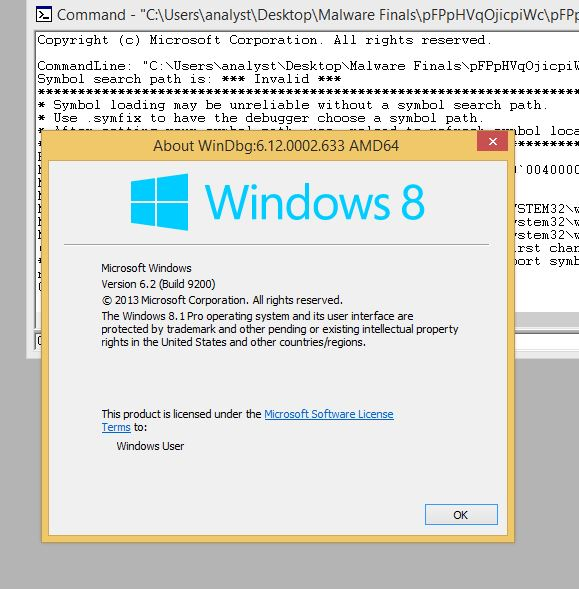 Command - "C:\Users\analyst\Desktop\Malware Finals\pFPpHVqOjicpiWc\pFPp
Copyright (c) Microsoft Corporation. All rights reserved.
CommandLine: "C:\Users\analyst\Desktop\Malware Finals\pFPpHVqOjicpiW
Symbol search path is: *** Invalid ***
****************************************************************************
* Symbol loading may be unreliable without a symbol search path.
* Use .symfix to have the debugger choose a symbol path.
About WinDbg:6.12.0002.633 AMD64
Windows 8
Microsoft Windows
Version 6.2 (Build 9200)
© 2013 Microsoft Corporation. All rights reserved.
The Windows 8.1 Pro operating system and its user interface are
protected by trademark and other pending or existing intellectual property
rights in the United States and other countries/regions.
This product is licensed under the Microsoft Software License
Terms to:
Windows User
OK